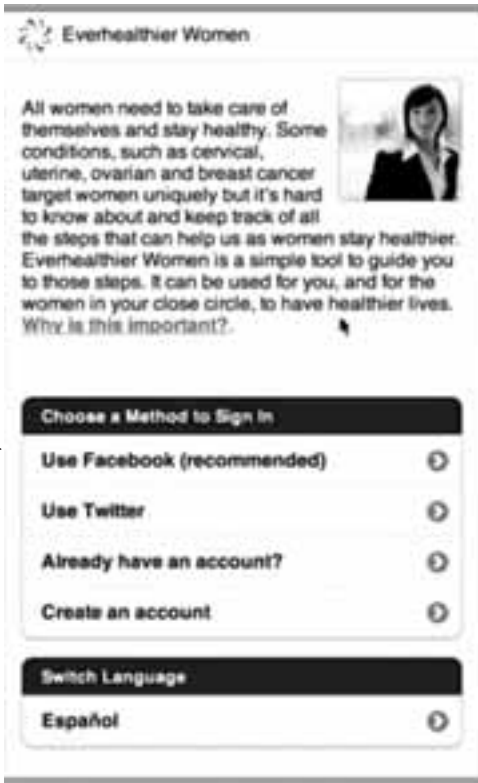 Everhealthier Women
All women need to take care of
themselves and stay healthy. Some
conditions, such as cervical,
uterine, ovarian and breast cancer
target women uniquely but it's hard
to know about and keep track of all
the steps that can help us as women stay healthier.
Everhealthier Women is a simple tool to guide you
to those steps. It can be used for you, and for the
women in your close circle, to have healthier lives.
Why is this important?
Choose a Method to Sign In
Use Facebook (recommended)
Use Twitter
Already have an account?
Create an account
Switch Language
Español